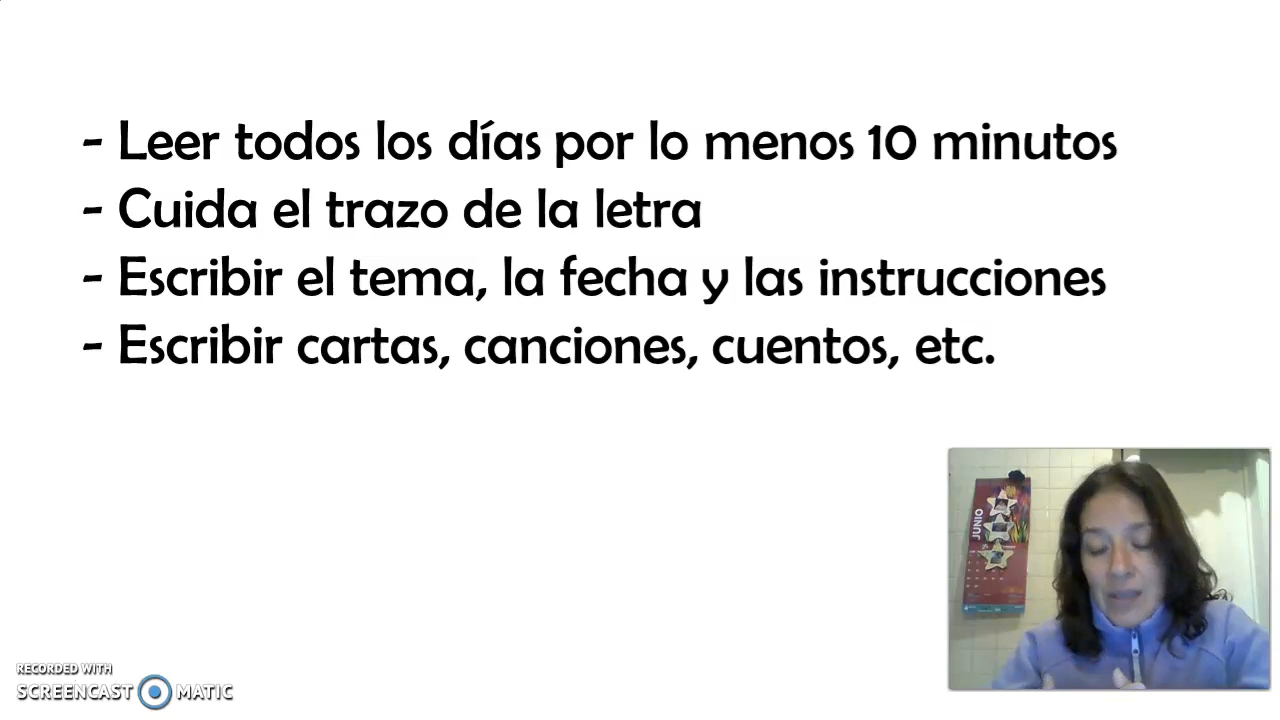 - Leer todos los días por lo menos 10 minutos
- Cuida el trazo de la letra
- Escribir el tema, la fecha y las instrucciones
- Escribir cartas, canciones, cuentos, etc.
JUNIO
RECORDED WITH
SCREENCAST MATIC